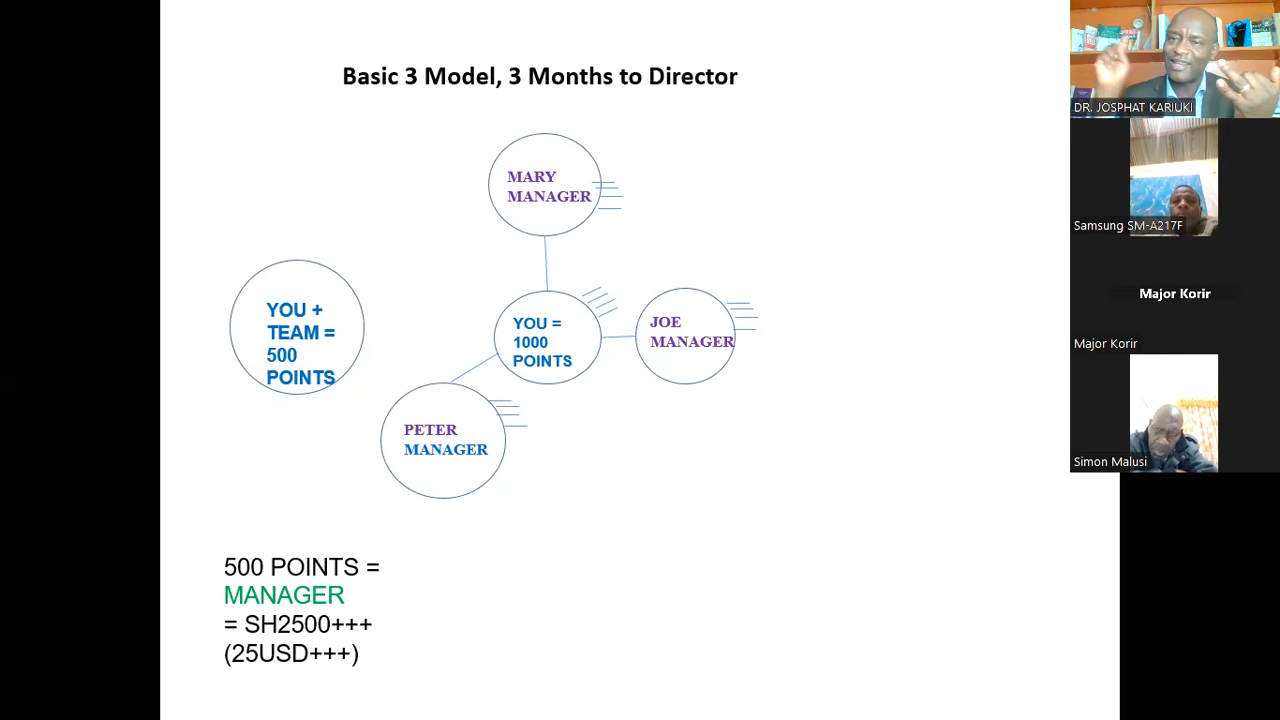 Basic 3 Model, 3 Months to Director
MARY
MANAGER
YOU +
TEAM =
500
POINTS
YOU =
1000
POINTS
JOE
MANAGER
PETER
MANAGER
500 POINTS =
MANAGER
= SH2500+++
(25USD+++)
DR. JOSPHAT KARIUKI
Samsung SM-A217F
Major Korir
Major Korir
Simon Malusi